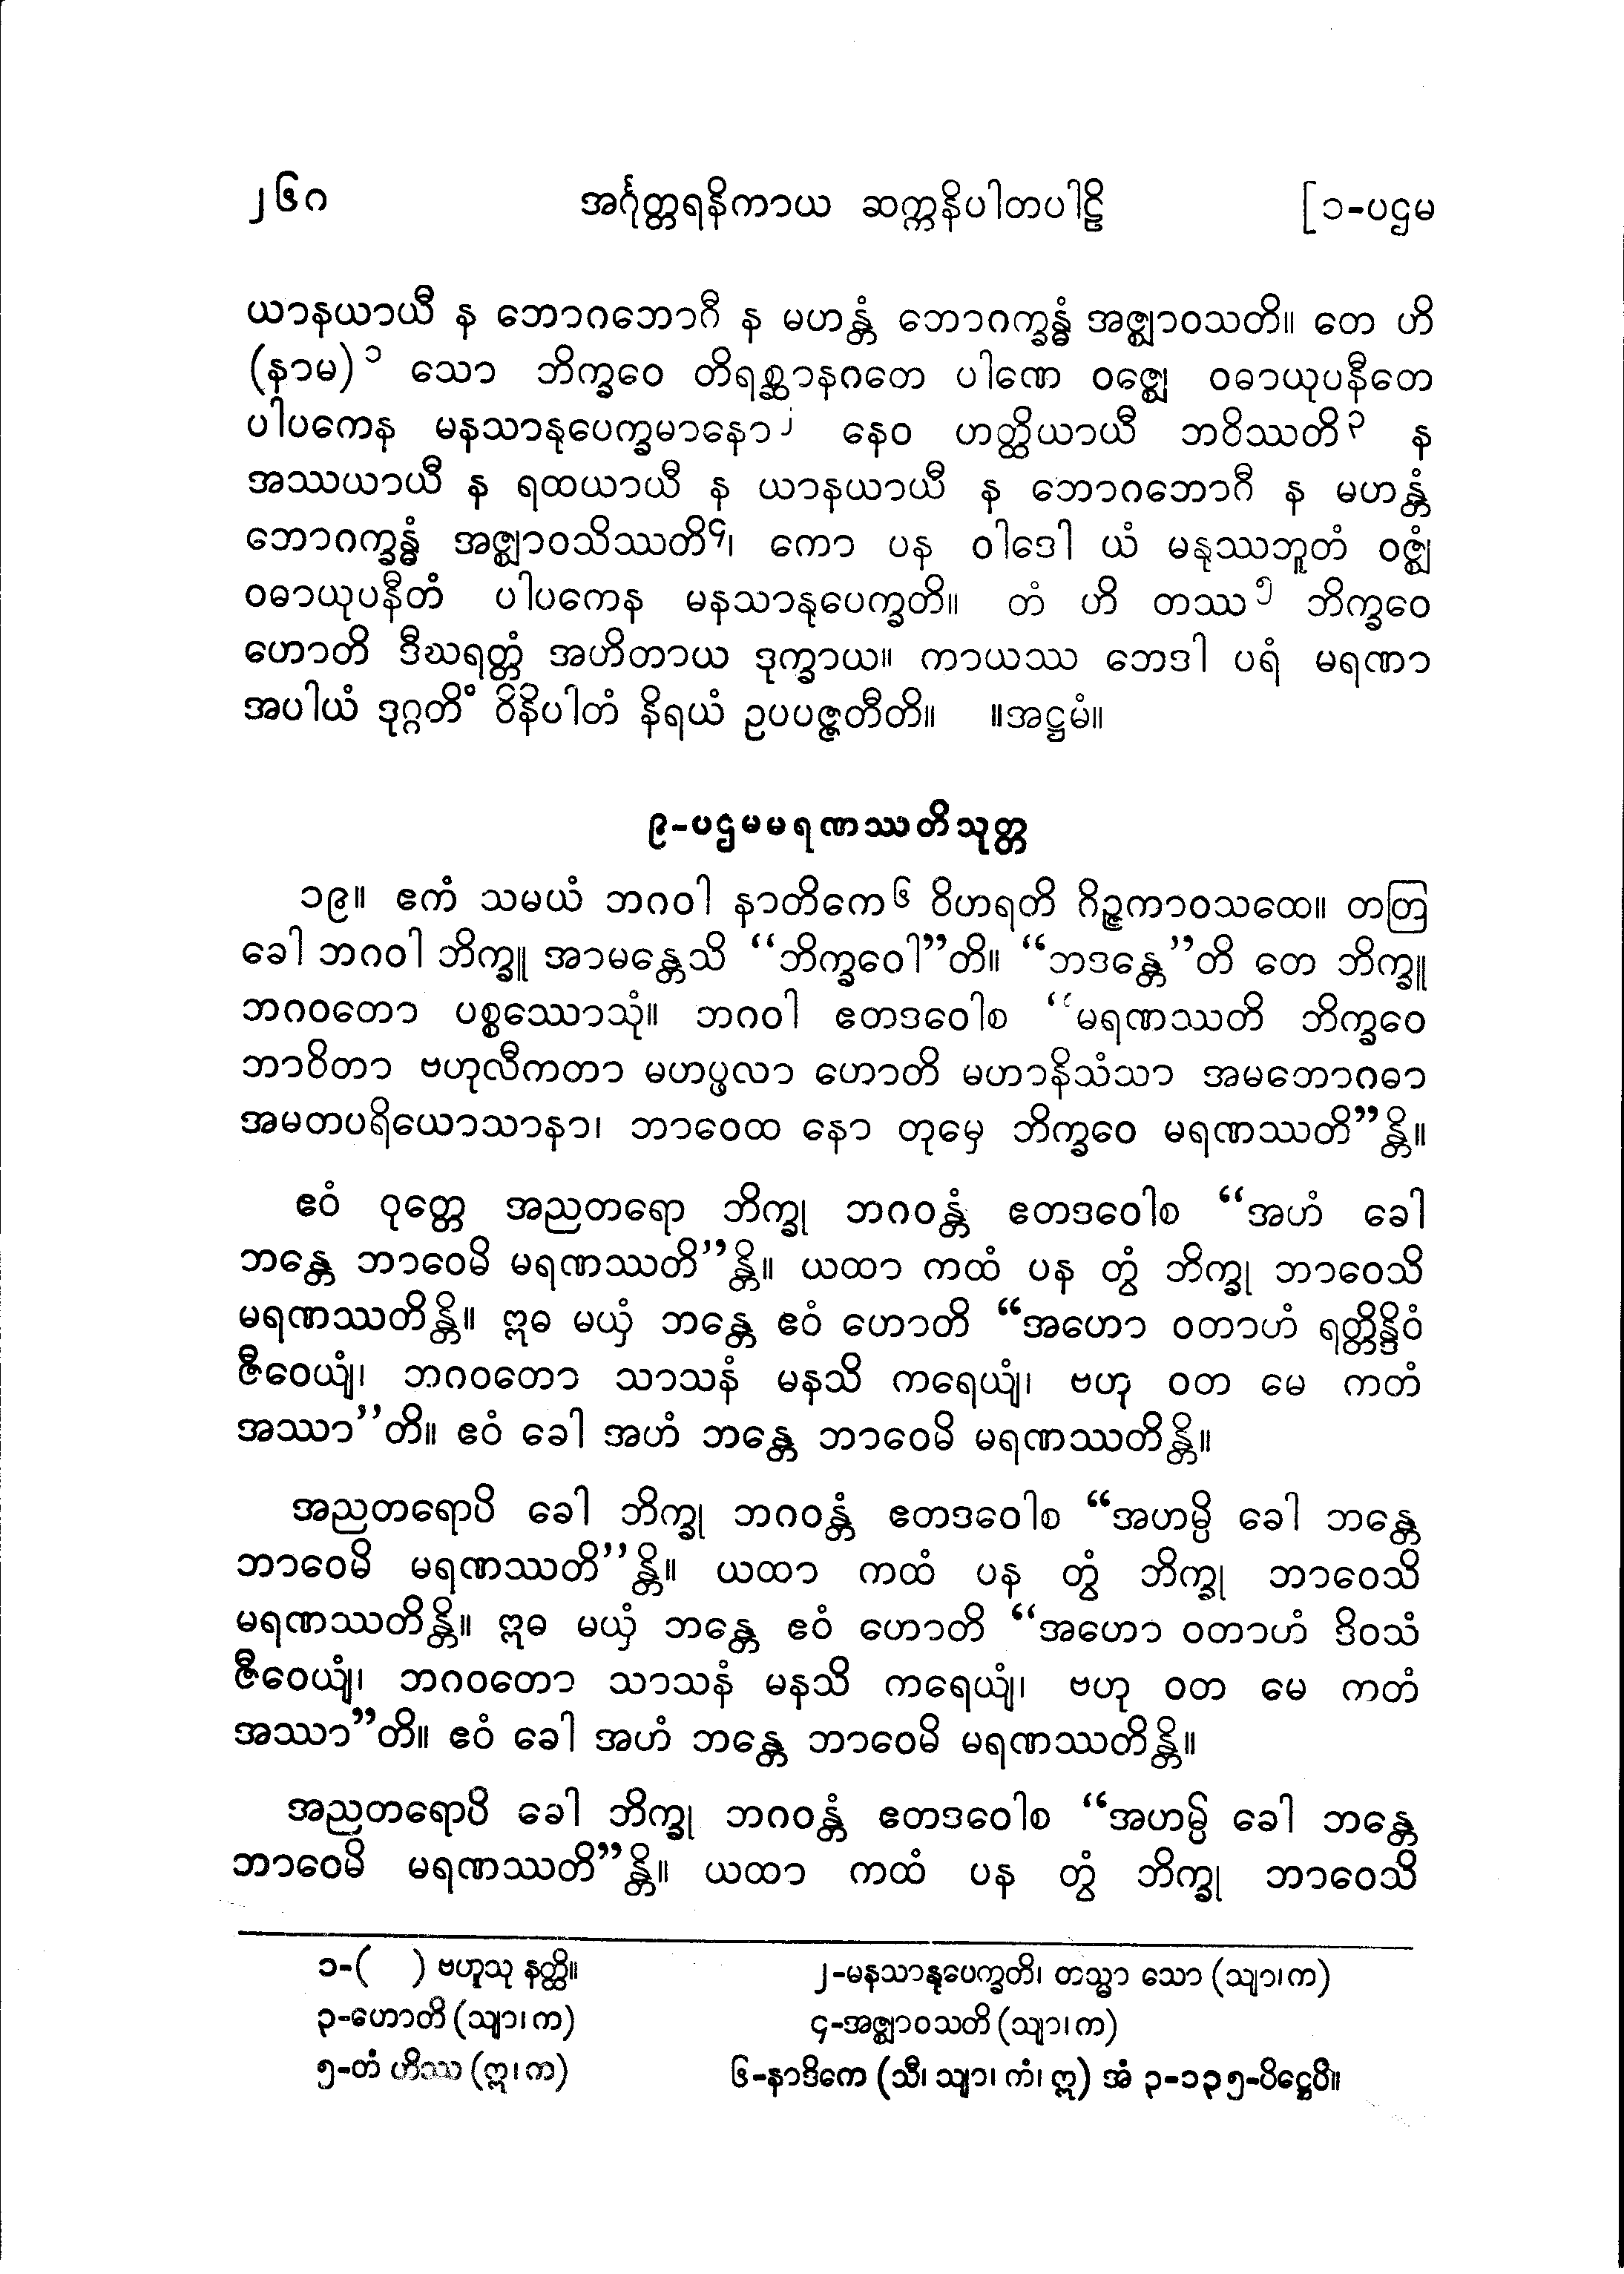 ၂၆ဂ အင်္ဂုတ္တရနိကာယ ဆက္ကနိပါတပါဠိ [၁-ပဌမ
ယာနယာယီ န ဘောဂဘောဂီ န မဟန္တံ ဘောဂက္ခန္ဓံ အဇ္ဈာဝသတိ။ တေ ဟိ
(နာမ)၁ သော ဘိက္ခဝေ တိရစ္ဆာနဂတေ ပါဏေ ဝဇ္ဈေ ဝဓာယုပနီတေ
ပါပကေန မနသာနုပေက္ခမာနော၂ နေဝ ဟတ္ထိယာယီ ဘဝိဿတိ၃ န
အဿယာယီ န ရထယာယီ န ယာနယာယီ န ဘောဂဘောဂီ န မဟန္တံ
ဘောဂက္ခန္ဓံ အဇ္ဈာဝသိဿတိ၄၊ ကော ပန ဝါဒေါ ယံ မနုဿဘူတံ ဝဇ္ဈံ
ဝဓာယုပနီတံ ပါပကေန မနသာနုပေက္ခတိ။ တံ ဟိ တဿ၅ ဘိက္ခဝေ
ဟောတိ ဒီဃရတ္တံ အဟိတာယ ဒုက္ခာယ။ ကာယဿ ဘေဒါ ပရံ မရဏာ
အပါယံ ဒုဂ္ဂတိံ ဝိနိပါတံ နိရယံ ဥပပဇ္ဇတီတိ။ ။အဋ္ဌမံ။
၉-ပဌမမရဏဿတိသုတ္တ
၁၉။ ဧကံ သမယံ ဘဂဝါ နာတိကေ၆ ဝိဟရတိ ဂိဉ္ဇကာဝသထေ။ တတြ
ခေါ ဘဂဝါ ဘိက္ခူ အာမန္တေသိ “ဘိက္ခဝေါ”တိ။ “ဘဒန္တေ”တိ တေ ဘိက္ခူ
ဘဂဝတော ပစ္စဿောသုံ။ ဘဂဝါ ဧတဒဝေါစ “မရဏဿတိ ဘိက္ခဝေ
ဘာဝိတာ ဗဟုလီကတာ မဟပ္ဖလာ ဟောတိ မဟာနိသံသာ အမတောဂဓာ
အမတပရိယောသာနာ၊ ဘာဝေထ နော တုမှေ ဘိက္ခဝေ မရဏဿတိ”န္တိ။
ဧဝံ ဝုတ္တေ အညတရော ဘိက္ခု ဘဂဝန္တံ ဧတဒဝေါစ “အဟံ ခေါ
ဘန္တေ ဘာဝေမိ မရဏဿတိ”န္တိ။ ယထာ ကထံ ပန တွံ ဘိက္ခု ဘာဝေသိ
မရဏဿတိန္တိ။ ဣဓ မယှံ ဘန္တေ ဧဝံ ဟောတိ “အဟော ဝတာဟံ ရတ္တိန္ဒိဝံ
ဇီဝေယျံ၊ ဘဂဝတော သာသနံ မနသိ ကရေယျံ၊ ဗဟု ဝတ မေ ကတံ
အဿာ”တိ။ ဧဝံ ခေါ အဟံ ဘန္တေ ဘာဝေမိ မရဏဿတိန္တိ။
အညတရောပိ ခေါ ဘိက္ခု ဘဂဝန္တံ ဧတဒဝေါစ “အဟမ္ပိ ခေါ ဘန္တေ
ဘာဝေမိ မရဏဿတိ”န္တိ။ ယထာ ကထံ ပန တွံ ဘိက္ခု ဘာဝေသိ
မရဏဿတိန္တိ။ ဣဓ မယှံ ဘန္တေ ဧဝံ ဟောတိ “အဟော ဝတာဟံ ဒိဝသံ
ဇီဝေယျံ၊ ဘဂဝတော သာသနံ မနသိ ကရေယျံ၊ ဗဟု ဝတ မေ ကတံ
အဿာ”တိ။ ဧဝံ ခေါ အဟံ ဘန္တေ ဘာဝေမိ မရဏဿတိန္တိ။
အညတရောပိ ခေါ ဘိက္ခု ဘဂဝန္တံ ဧတဒဝေါစ “အဟမ္ပိ ခေါ ဘန္တေ
ဘာဝေမိ မရဏဿတိ”န္တိ။ ယထာ ကထံ ပန တွံ ဘိက္ခု ဘာဝေသိ
၁-( ) ဗဟူသု နတ္ထိ။ ၂-မနသာနုပေက္ခတိ၊ တသ္မာ သော (သျာ၊က)
၃-ဟောတိ (သျာ၊က) ၄-အဇ္ဈာဝသတိ (သျာ၊က)
၅-တံ ဟိဿ (ဣ၊က) ၆-နာဒိကေ (သီ၊ သျာ၊ ကံ၊ ဣ) အံ ၃-၁၃၅-ပိဋ္ဌေပိ။